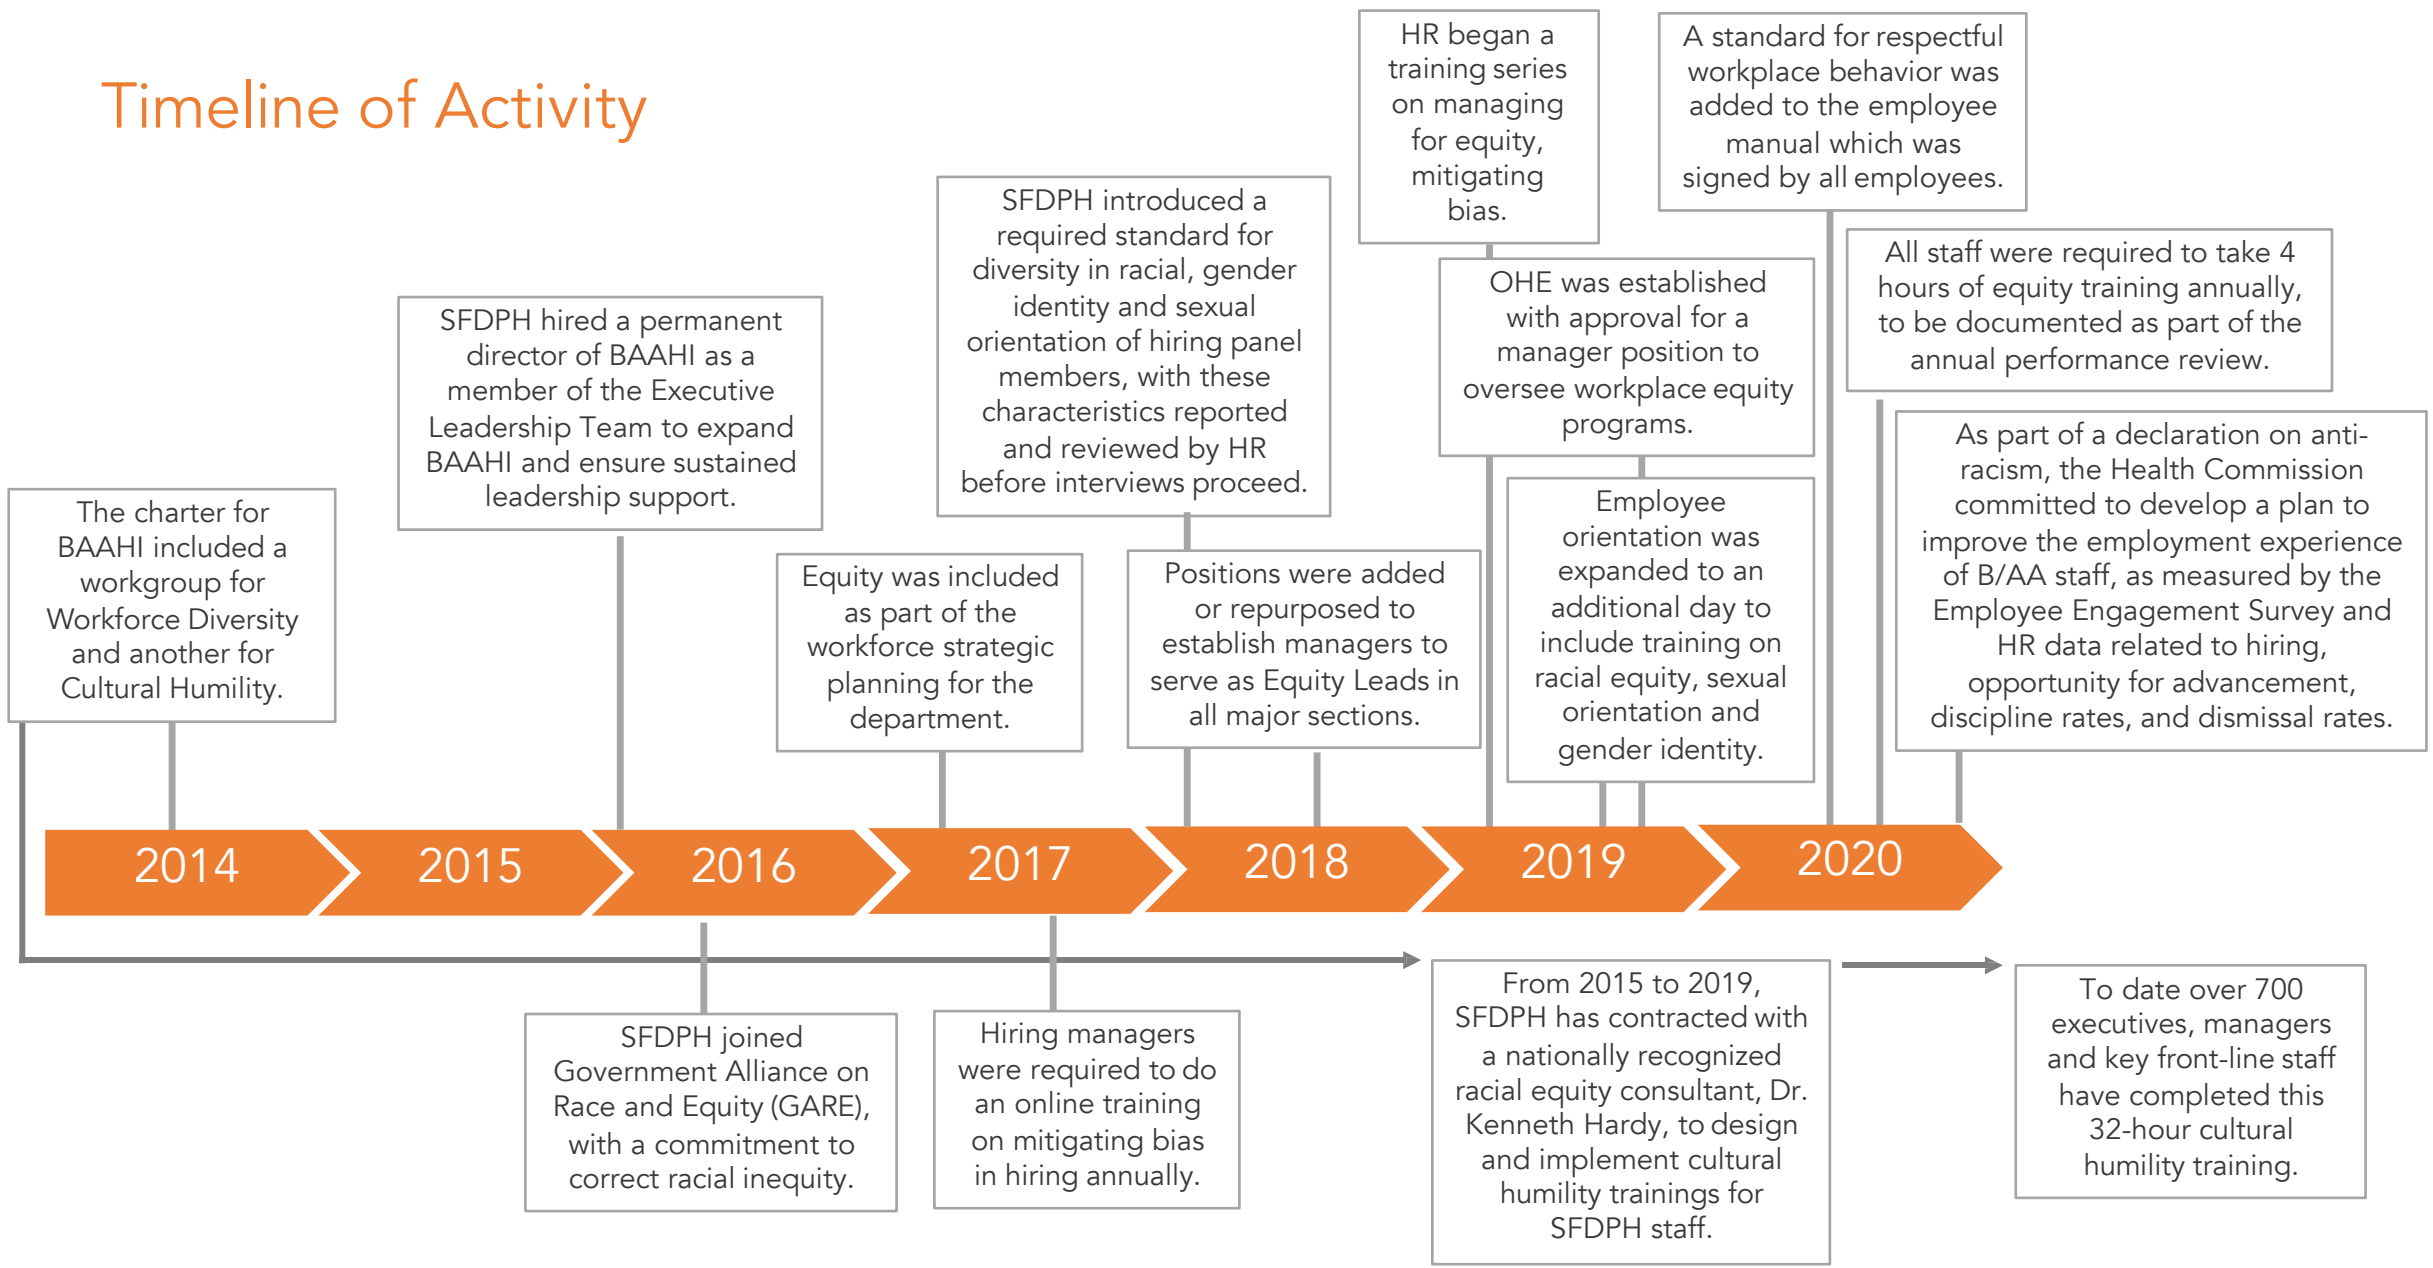 Timeline of Activity
The charter for
BAAHI included a
workgroup for
Workforce Diversity
and another for
Cultural Humility.
SFDPH hired a permanent
director of BAAHI as a
member of the Executive
Leadership Team to expand
BAAHI and ensure sustained
leadership support.
Equity was included
as part of the
workforce strategic
planning for the
department.
SFDPH introduced a
required standard for
diversity in racial, gender
identity and sexual
orientation of hiring panel
members, with these
characteristics reported
and reviewed by HR
before interviews proceed.
Positions were added
or repurposed to
establish managers to
serve as Equity Leads in
all major sections.
HR began a
training series
on managing
for equity,
mitigating
bias.
OHE was established
with approval for a
manager position to
oversee workplace equity
programs.
Employee
orientation was
expanded to an
additional day to
include training on
racial equity, sexual
orientation and
gender identity.
A standard for respectful
workplace behavior was
added to the employee
manual which was
signed by all employees.
All staff were required to take 4
hours of equity training annually,
to be documented as part of the
annual performance review.
As part of a declaration on anti-
racism, the Health Commission
committed to develop a plan to
improve the employment experience
of B/AA staff, as measured by the
Employee Engagement Survey and
HR data related to hiring,
opportunity for advancement,
discipline rates, and dismissal rates.
2014
2015
2016
2017
2018
2019
2020
SFDPH joined
Government Alliance on
Race and Equity (GARE),
with a commitment to
correct racial inequity.
Hiring managers
were required to do
an online training
on mitigating bias
in hiring annually.
From 2015 to 2019,
SFDPH has contracted with
a nationally recognized
racial equity consultant, Dr.
Kenneth Hardy, to design
and implement cultural
humility trainings for
SFDPH staff.
To date over 700
executives, managers
and key front-line staff
have completed this
32-hour cultural
humility training.